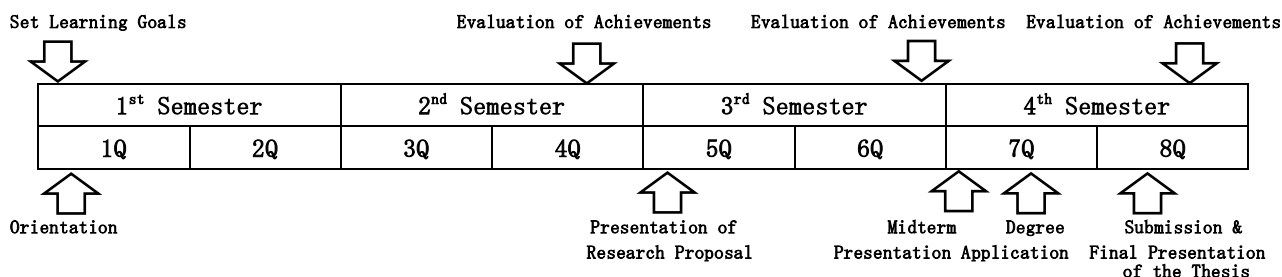 Set Learning Goals
Evaluation of Achievements
Evaluation of Achievements
Evaluation of Achievements
1st Semester
2nd Semester
3rd Semester
4th Semester
1Q
2Q
3Q
4Q
5Q
6Q
7Q
8Q
Orientation
Presentation of
Research Proposal
Midterm
Presentation
Degree
Application
Submission &
Final Presentation
of the Thesis